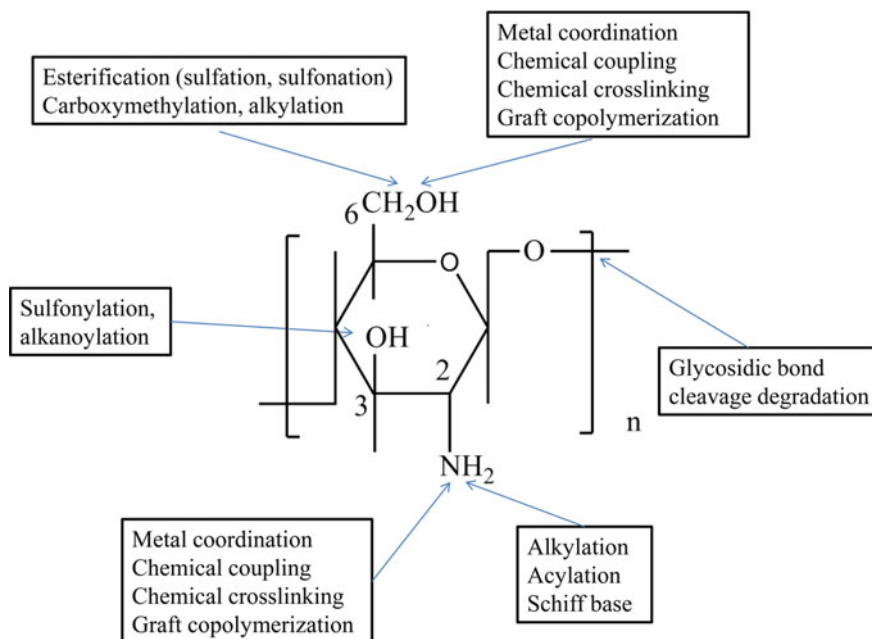 Esterification (sulfation, sulfonation)
Carboxymethylation, alkylation
Metal coordination
Chemical coupling
Chemical crosslinking
Graft copolymerization
6 CH₂OH
O
O
Sulfonylation,
alkanoylation
OH
2
3
n
Glycosidic bond
cleavage degradation
NH₂
Metal coordination
Chemical coupling
Chemical crosslinking
Graft copolymerization
Alkylation
Acylation
Schiff base